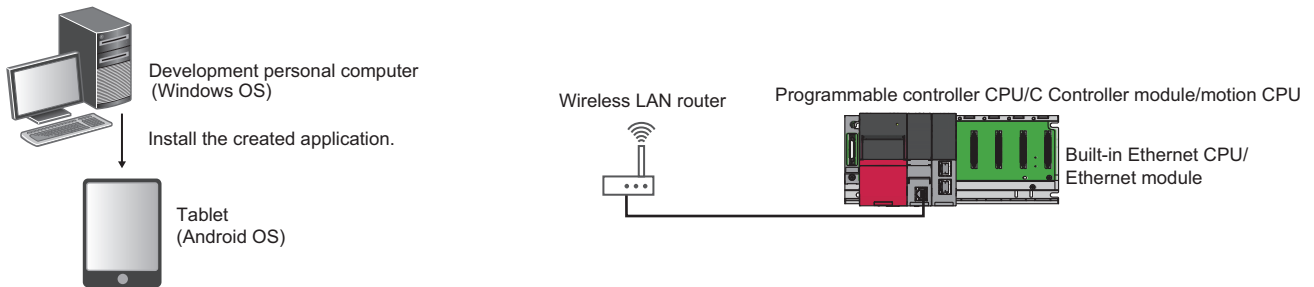 Development personal computer
(Windows OS)
Install the created application.
Tablet
(Android OS)
Wireless LAN router
Programmable controller CPU/C Controller module/motion CPU
Built-in Ethernet CPU/
Ethernet module